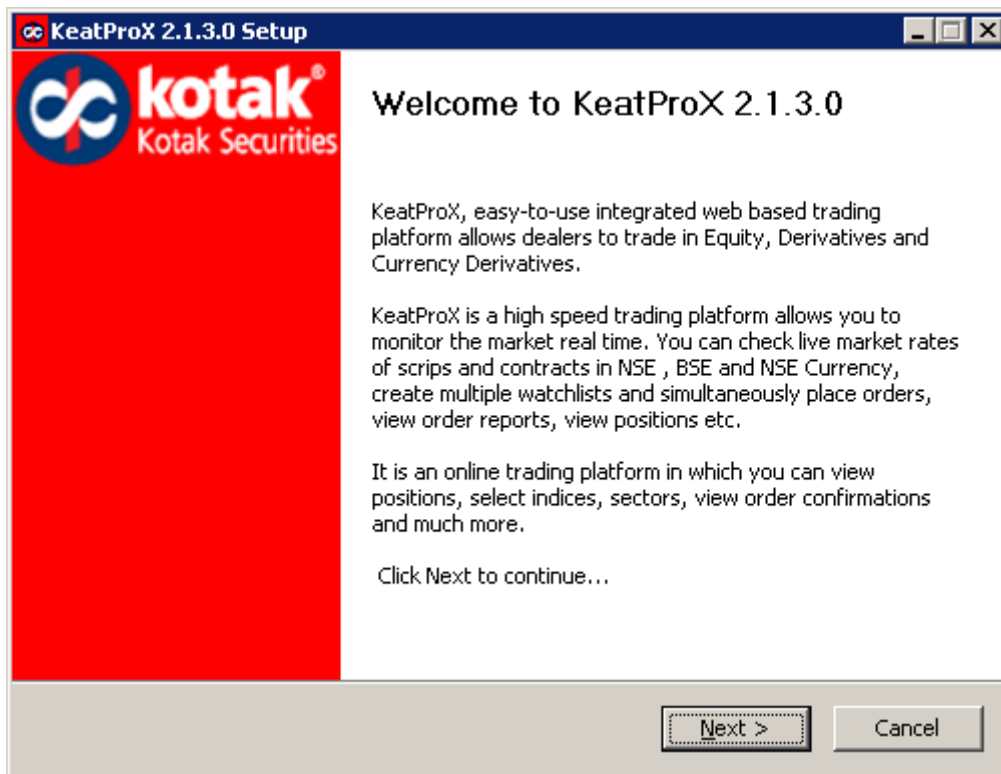 KeatProX 2.1.3.0 Setup
kotak®
Kotak Securities
Welcome to KeatProX 2.1.3.0
KeatProX, easy-to-use integrated web based trading
platform allows dealers to trade in Equity, Derivatives and
Currency Derivatives.
KeatProX is a high speed trading platform allows you to
monitor the market real time. You can check live market rates
of scrips and contracts in NSE , BSE and NSE Currency,
create multiple watchlists and simultaneously place orders,
view order reports, view positions etc.
It is an online trading platform in which you can view
positions, select indices, sectors, view order confirmations
and much more.
Click Next to continue...
Next >
Cancel